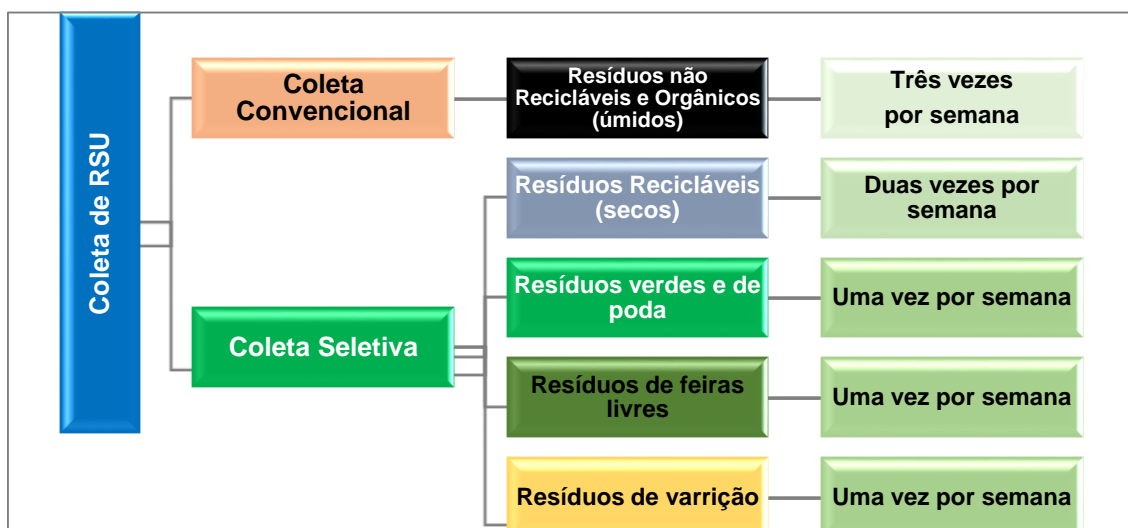 Coleta de RSU
Coleta
Convencional
Resíduos não
Recicláveis e Orgânicos
(úmidos)
Três vezes
por semana
Resíduos Recicláveis
(secos)
Duas vezes por
semana
Coleta Seletiva
Resíduos verdes e de
poda
Uma vez por semana
Resíduos de feiras
livres
Uma vez por semana
Resíduos de varrição
Uma vez por semana